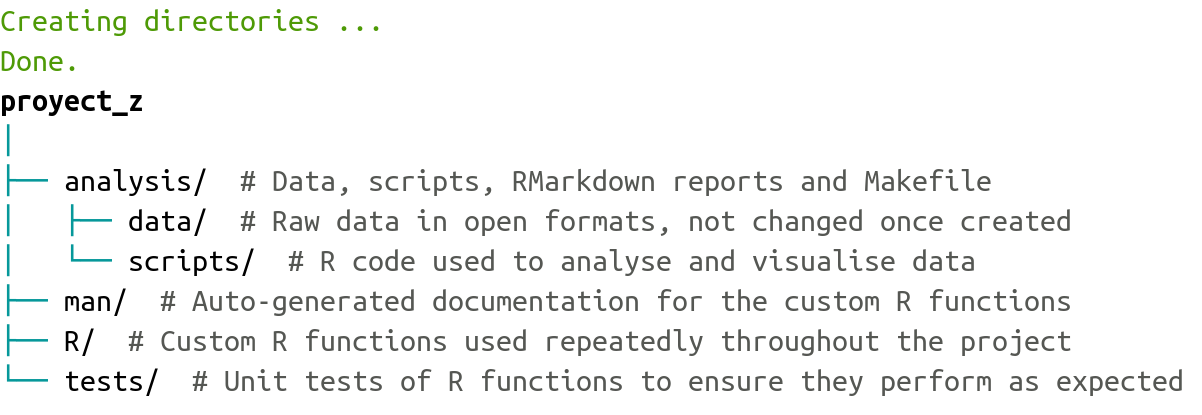 Creating directories ...
Done.
proyect_z
│
├── analysis/  # Data, scripts, RMarkdown reports and Makefile
│   ├── data/  # Raw data in open formats, not changed once created
│   └── scripts/  # R code used to analyse and visualise data
├── man/  # Auto-generated documentation for the custom R functions
├── R/  # Custom R functions used repeatedly throughout the project
└── tests/  # Unit tests of R functions to ensure they perform as expected